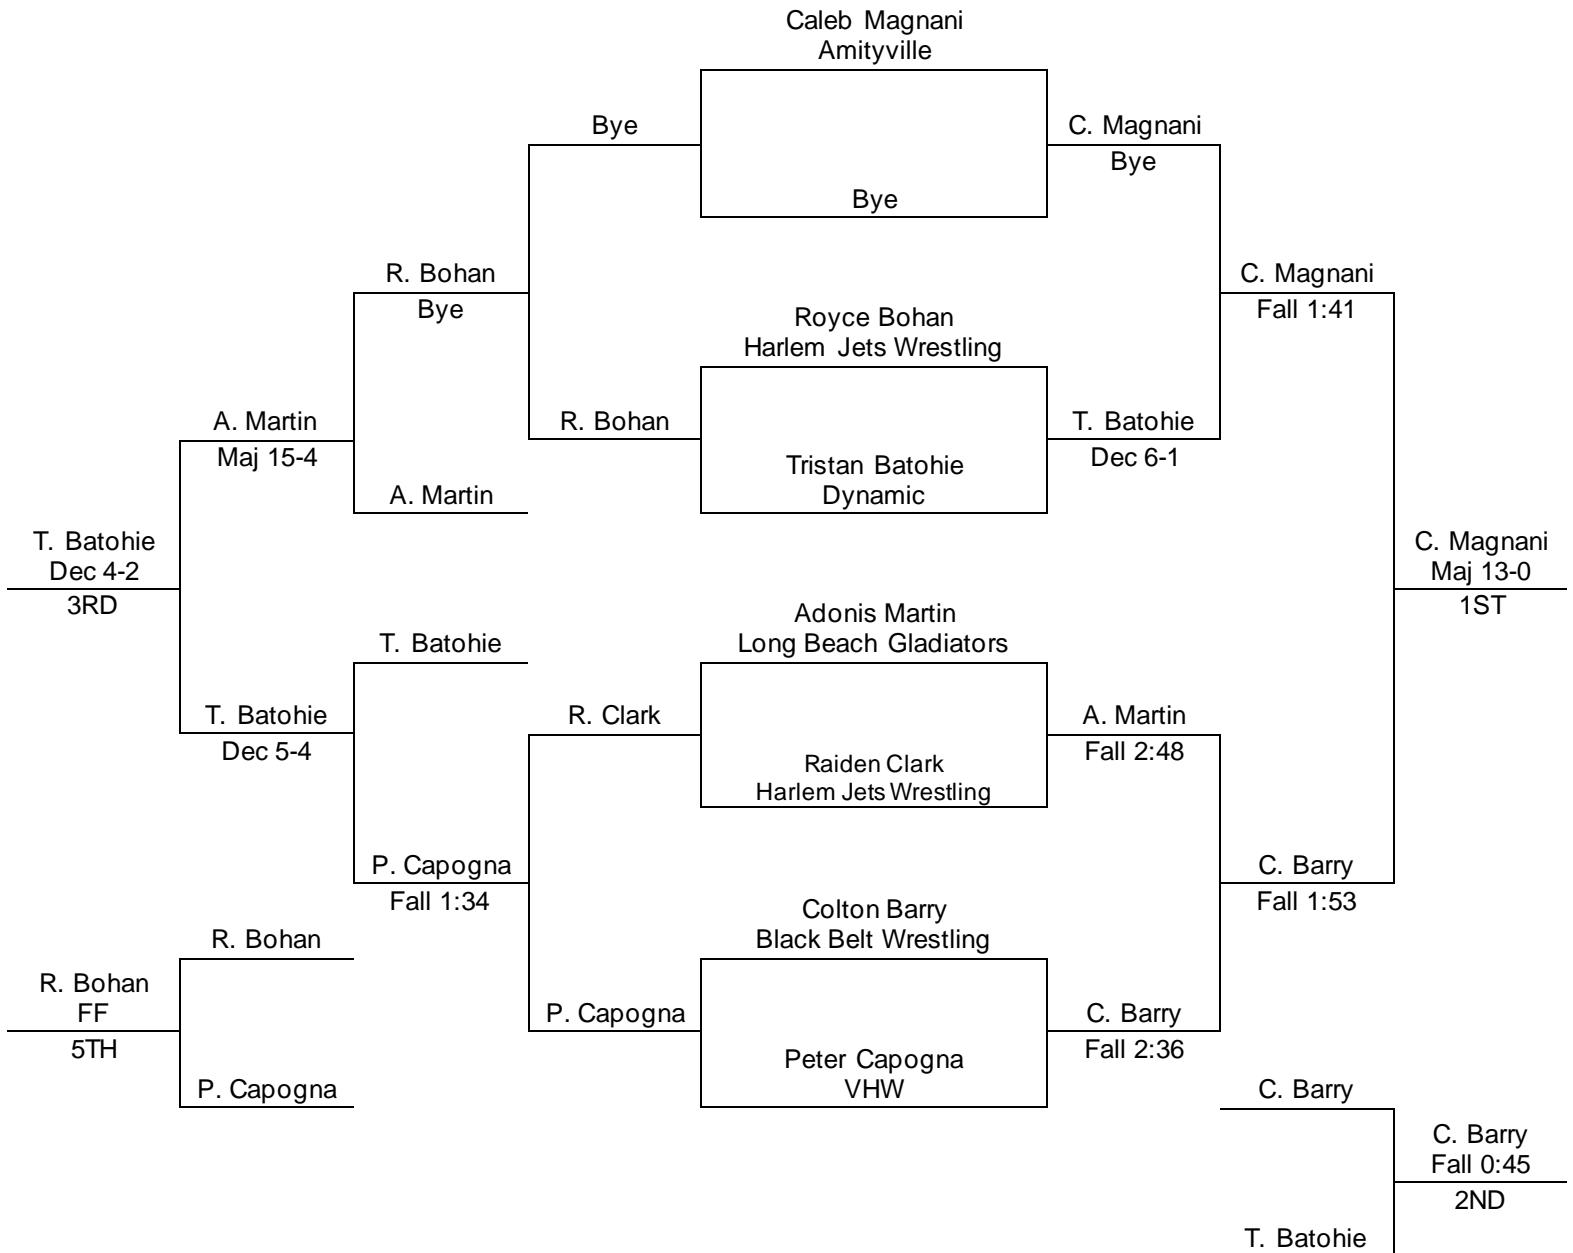 Caleb Magnani
Amityville
Bye
C. Magnani
Bye
Bye
R. Bohan
Bye
C. Magnani
Fall 1:41
Royce Bohan
Harlem Jets Wrestling
A. Martin
Maj 15-4
R. Bohan
T. Batohie
Dec 6-1
Tristan Batohie
Dynamic
A. Martin
T. Batohie
Dec 4-2
3RD
C. Magnani
Maj 13-0
1ST
Adonis Martin
Long Beach Gladiators
T. Batohie
T. Batohie
Dec 5-4
R. Clark
A. Martin
Fall 2:48
Raiden Clark
Harlem Jets Wrestling
P. Capogna
Fall 1:34
C. Barry
Fall 1:53
Colton Barry
Black Belt Wrestling
R. Bohan
R. Bohan
FF
5TH
P. Capogna
C. Barry
Fall 2:36
Peter Capogna
VHW
P. Capogna
C. Barry
C. Barry
Fall 0:45
2ND
T. Batohie